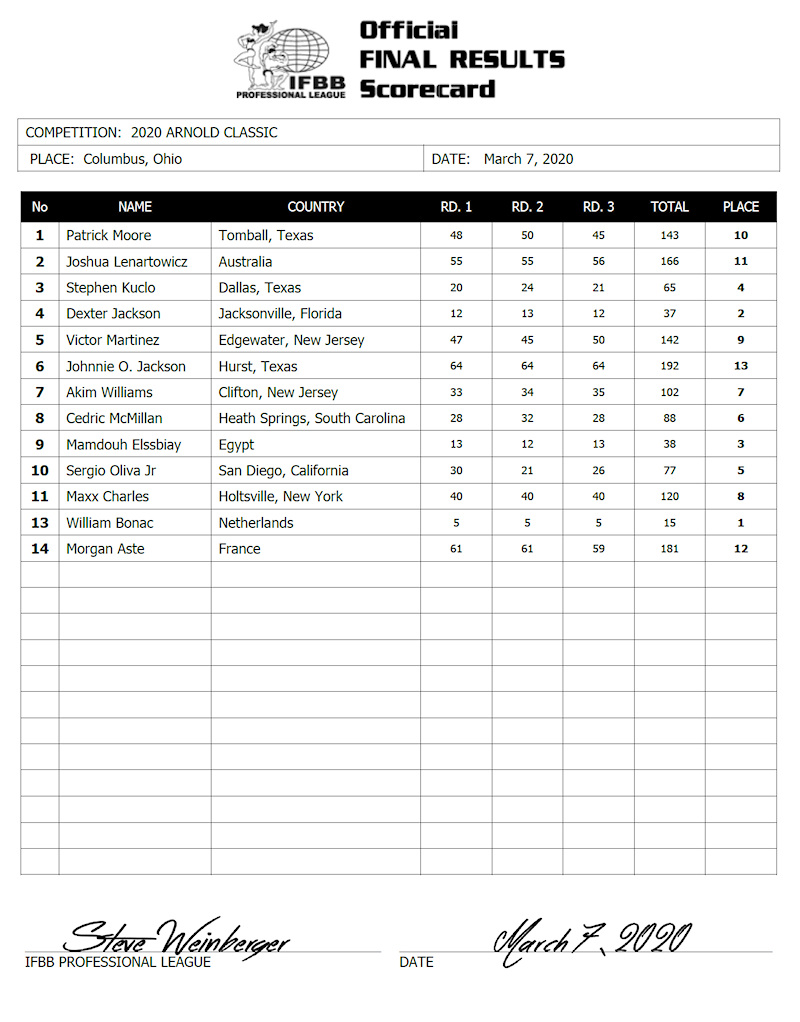 Official
FINAL RESULTS
Scorecard
IFBB
PROFESSIONAL LEAGUE
COMPETITION: 2020 ARNOLD CLASSIC
PLACE: Columbus, Ohio DATE: March 7, 2020
No NAME COUNTRY RD. 1 RD. 2 RD. 3 TOTAL PLACE
1 Patrick Moore Tomball, Texas 48 50 45 143 10
2 Joshua Lenartowicz Australia 55 55 56 166 11
3 Stephen Kuclo Dallas, Texas 20 24 21 65 4
4 Dexter Jackson Jacksonville, Florida 12 13 12 37 2
5 Victor Martinez Edgewater, New Jersey 47 45 50 142 9
6 Johnnie O. Jackson Hurst, Texas 64 64 64 192 13
7 Akim Williams Clifton, New Jersey 33 34 35 102 7
8 Cedric McMillan Heath Springs, South Carolina 28 32 28 88 6
9 Mamdouh Elssbiay Egypt 13 12 13 38 3
10 Sergio Oliva Jr San Diego, California 30 21 26 77 5
11 Maxx Charles Holtsville, New York 40 40 40 120 8
13 William Bonac Netherlands 5 5 5 15 1
14 Morgan Aste France 61 61 59 181 12
Steve Weinberger March 7, 2020
IFBB PROFESSIONAL LEAGUE DATE